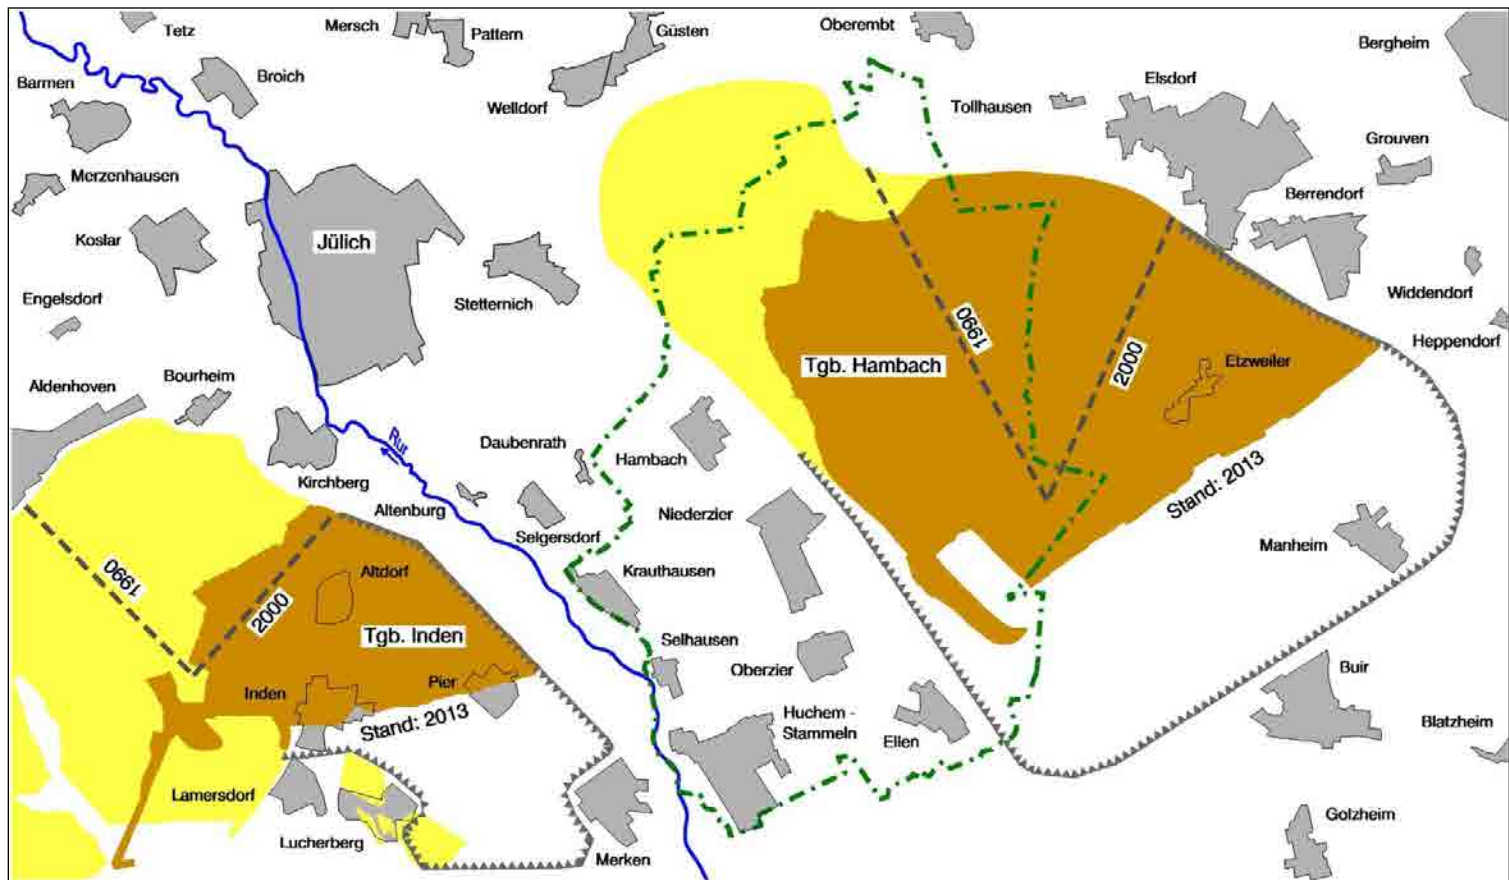 Tetz
Mersch
Pattern
Güsten
Oberembt
Bergheim
Barmen
Broich
Welldorf
Tollhausen
Elsdorf
Grouven
Merzenhausen
Berrendorf
Koslar
Jülich
Stetternich
Engelsdorf
Widdendorf
Heppendorf
1990
2000
Tgb. Hambach
Etzweiler
Aldenhoven
Bourheim
Rur
Daubenrath
Hambach
Kirchberg
Altenburg
Niederzier
Stand: 2013
Selgersdorf
Manheim
1990
2000
Altdorf
Krauthausen
Tgb. Inden
Selhausen
Oberzier
Inden
Pier
Stand: 2013
Huchem -
Stammeln
Ellen
Buir
Blatzheim
Lamersdorf
Lucherberg
Merken
Golzheim